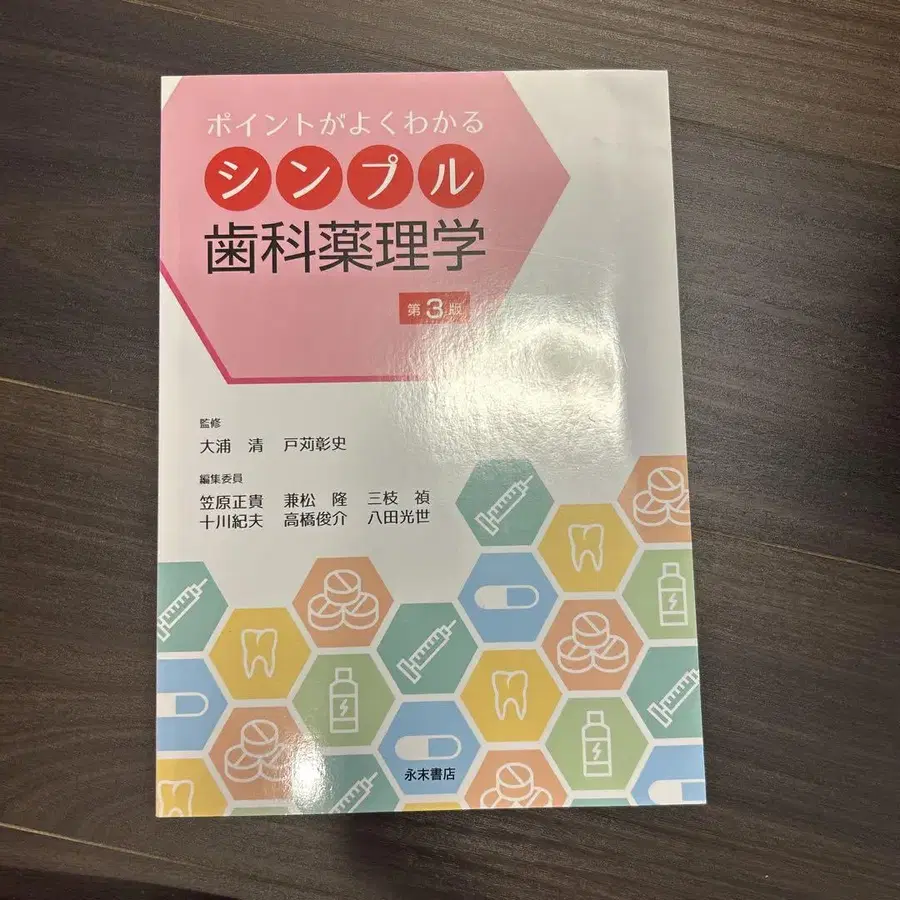 ポイントがよくわかる
シンプル
歯科薬理学
第3版
監修
大浦 清 戸苅彰史
編集委員
笠原正貴 兼松 隆 三枝 禎
十川紀夫 高橋俊介 八田光世
永末書店